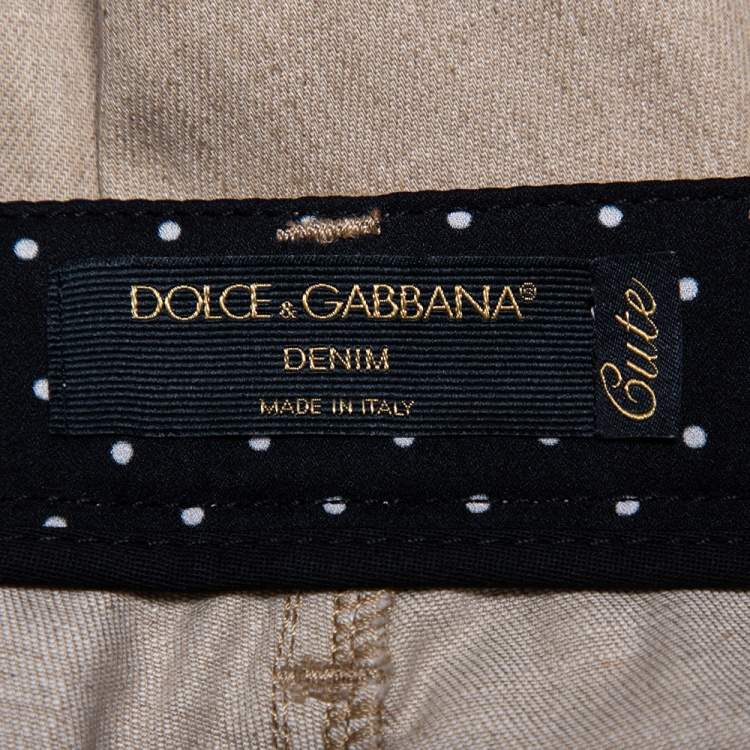 DOLCE & GABBANA®
DENIM
MADE IN ITALY
Cute